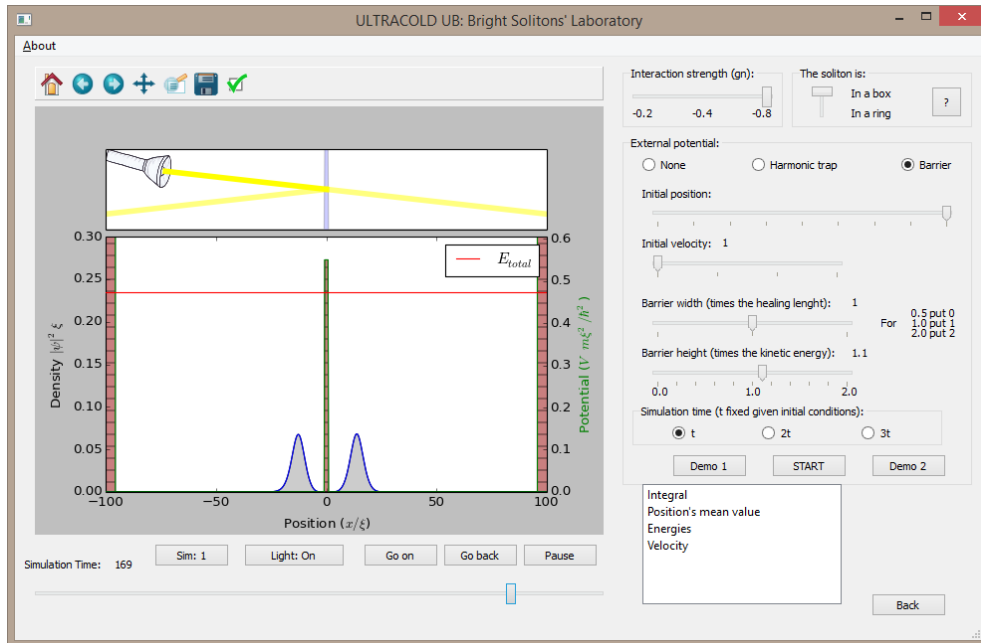 ULTRACOLD UB: Bright Solitons' Laboratory
About
Interaction strength (gn):
-0.2 -0.4 -0.8
The soliton is:
In a box
In a ring
?
External potential:
None Harmonic trap Barrier
Initial position:
Initial velocity: 1
Barrier width (times the healing lenght): 1
For
0.5 put 0
1.0 put 1
2.0 put 2
Barrier height (times the kinetic energy): 1.1
0.0 1.0 2.0
Simulation time (t fixed given initial conditions):
t 2t 3t
Demo 1 START Demo 2
Integral
Position's mean value
Energies
Velocity
Back
E_total
Density |ψ|² ξ
0.30
0.25
0.20
0.15
0.10
0.05
0.00
Potential (V mξ²/ħ²)
0.6
0.5
0.4
0.3
0.2
0.1
0.0
−100 −50 0 50 100
Position (x/ξ)
Sim: 1 Light: On Go on Go back Pause
Simulation Time: 169